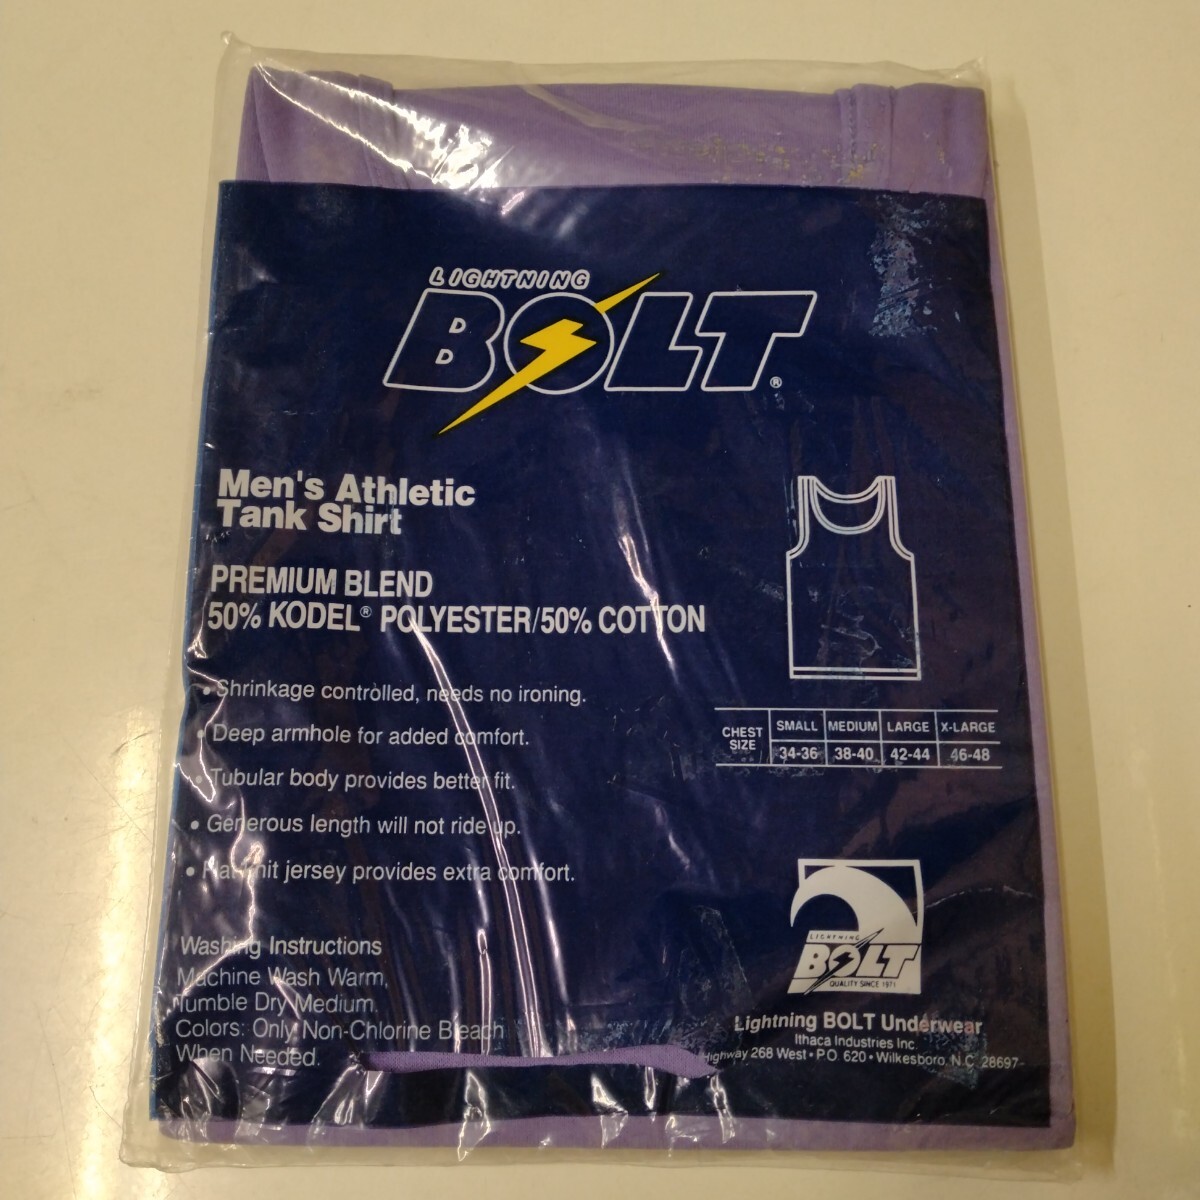 LIGHTNING
BOLT®
Men's Athletic
Tank Shirt
PREMIUM BLEND
50% KODEL® POLYESTER/50% COTTON
• Shrinkage controlled, needs no ironing.
• Deep armhole for added comfort.
• Tubular body provides better fit.
• Generous length will not ride up.
• Flat knit jersey provides extra comfort.
Washing Instructions
Machine Wash Warm,
Tumble Dry Medium.
Colors: Only Non-Chlorine Bleach
When Needed.
SMALL MEDIUM LARGE X-LARGE
CHEST SIZE 34-36 38-40 42-44 46-48
LIGHTNING
BOLT
QUALITY SINCE 1971
Lightning BOLT Underwear
Ithaca Industries Inc.
Highway 268 West • P.O. 620 • Wilkesboro, N.C. 28697